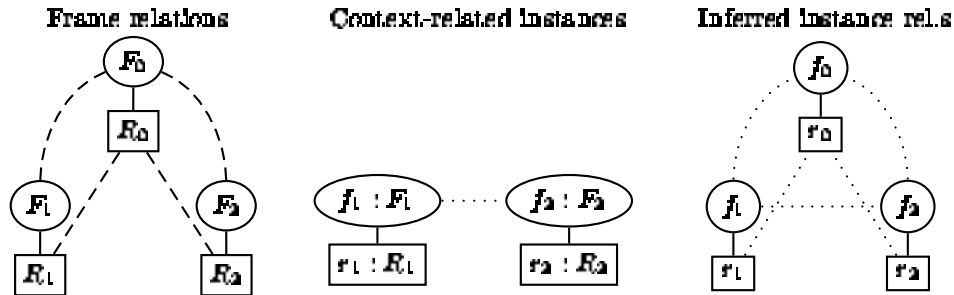 Frame relations
Context-related instances
Inferred instance rel.s
F₀
R₀
F₁
F₂
R₁
R₂
f₁ : F₁
f₂ : F₂
r₁ : R₁
r₂ : R₂
f₀
r₀
f₁
f₂
r₁
r₂